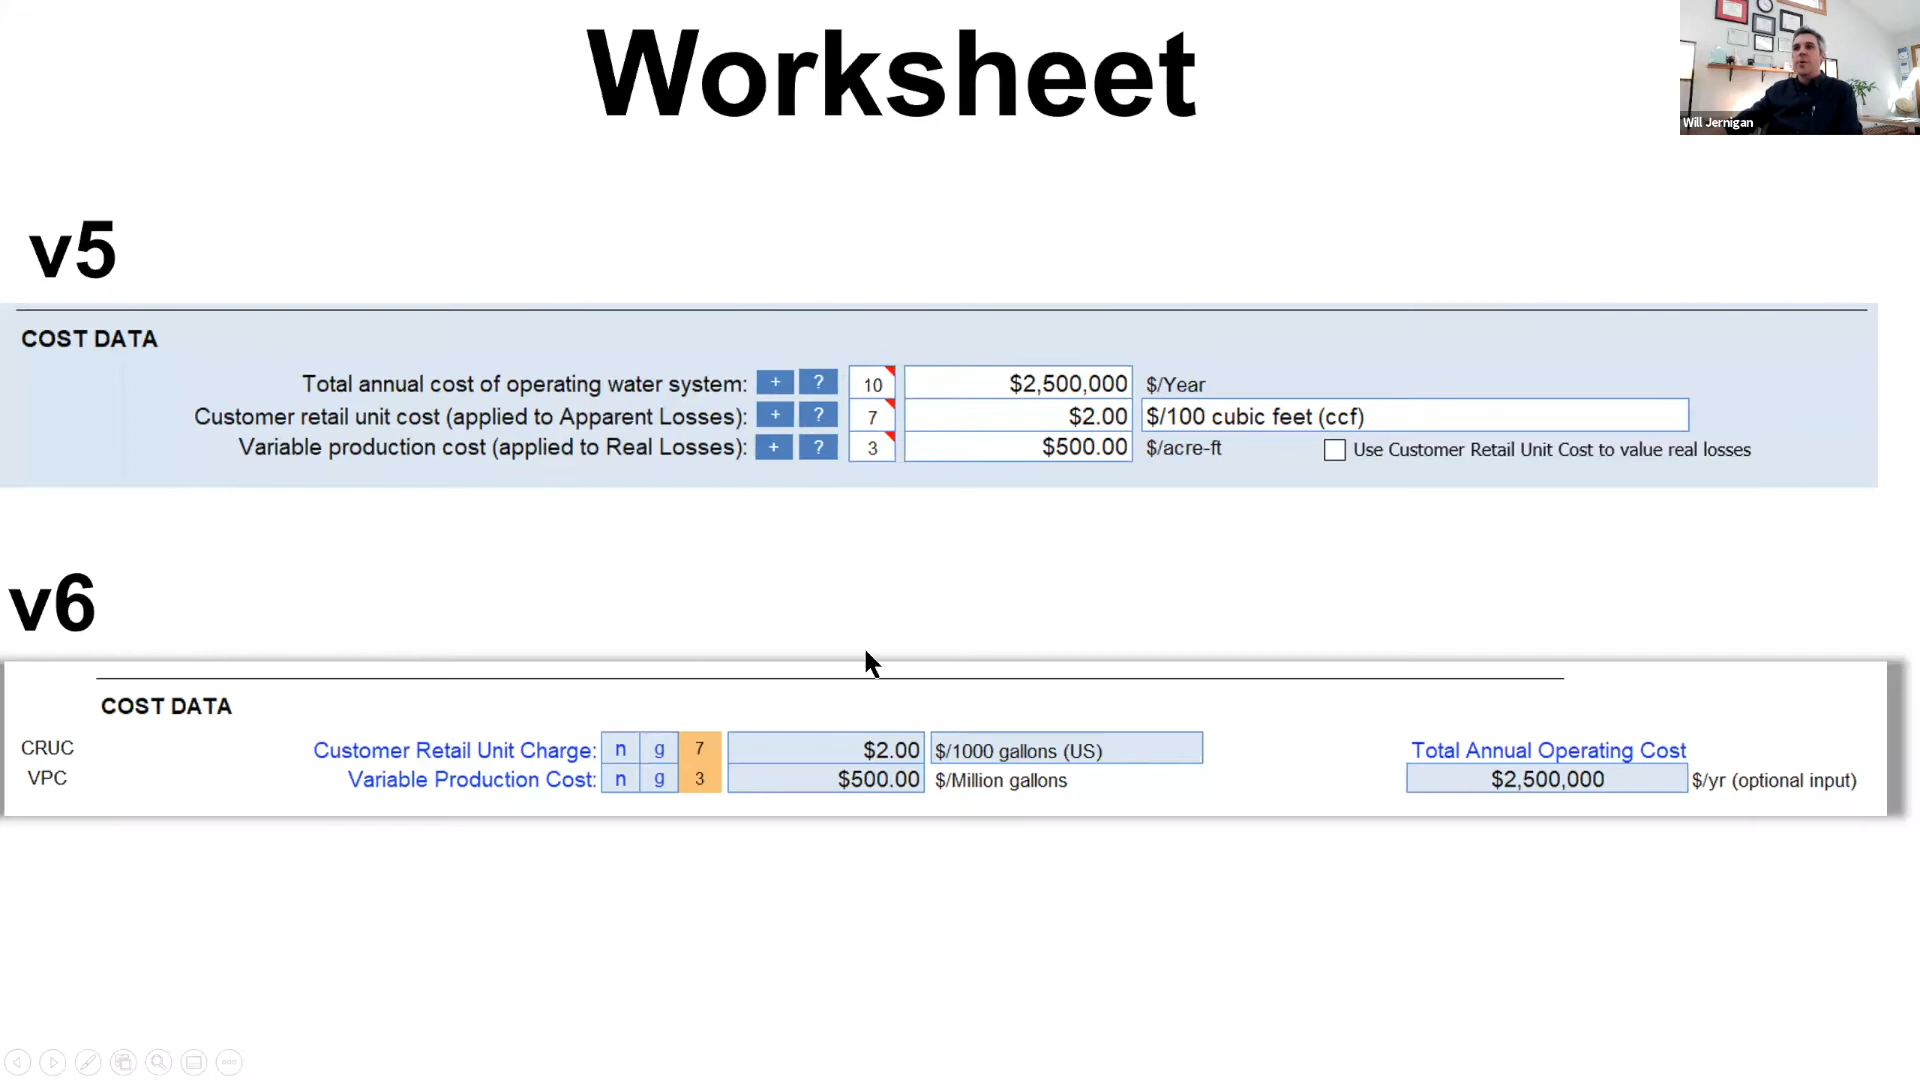 Worksheet
Will Jernigan
v5
COST DATA
Total annual cost of operating water system: + ? 10 $2,500,000 $/Year
Customer retail unit cost (applied to Apparent Losses): + ? 7 $2.00 $/100 cubic feet (ccf)
Variable production cost (applied to Real Losses): + ? 3 $500.00 $/acre-ft Use Customer Retail Unit Cost to value real losses
v6
COST DATA
CRUC Customer Retail Unit Charge: n g 7 $2.00 $/1000 gallons (US) Total Annual Operating Cost
VPC Variable Production Cost: n g 3 $500.00 $/Million gallons $2,500,000 $/yr (optional input)